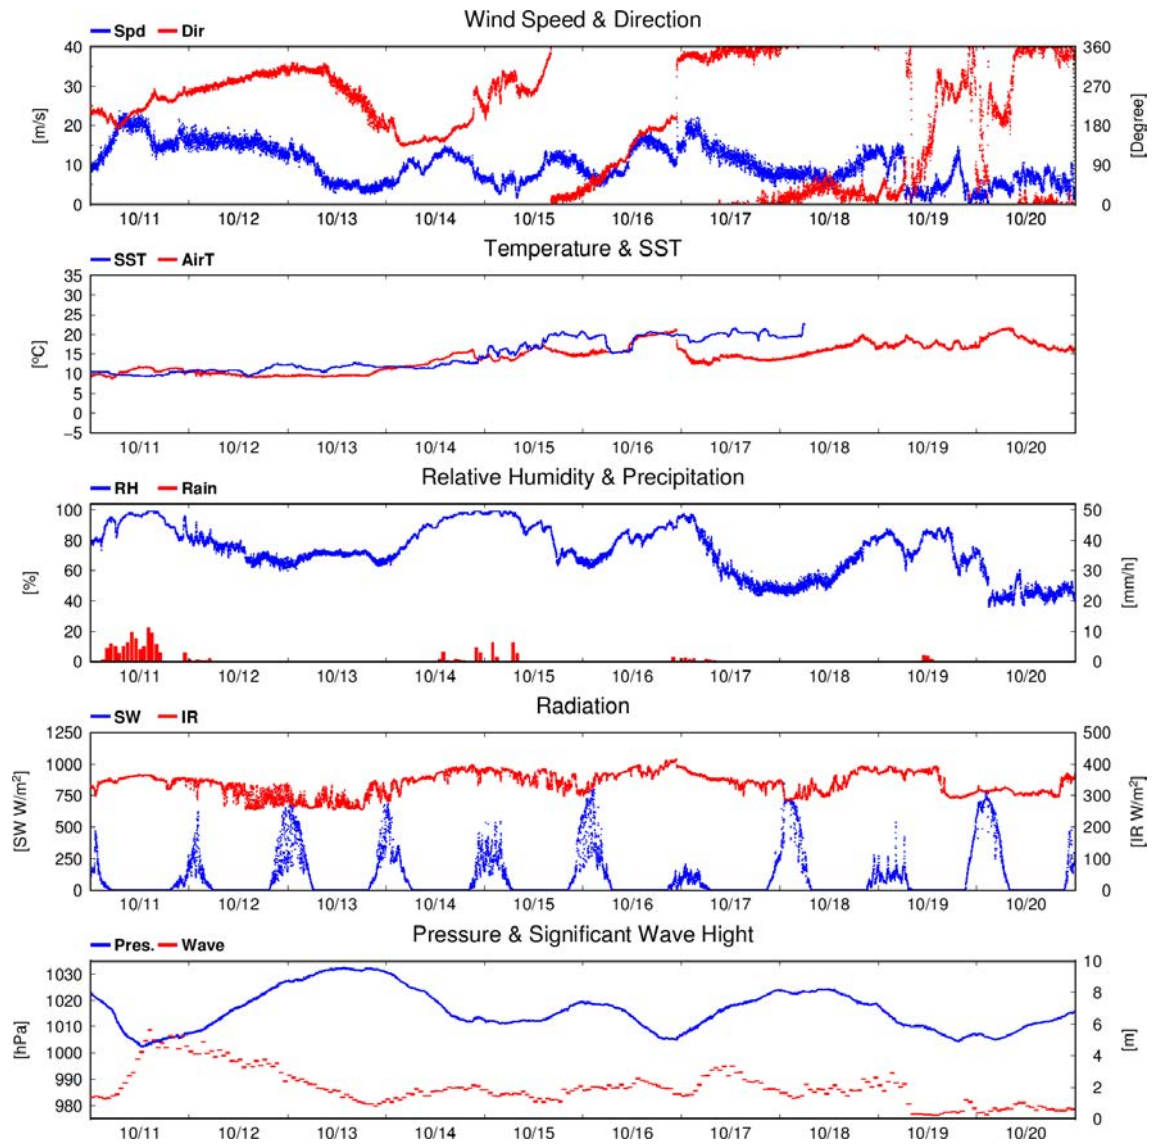 Wind Speed & Direction
Spd Dir
40 360
30 270
20 180
10 90
0 0
[m/s] [Degree]
10/11 10/12 10/13 10/14 10/15 10/16 10/17 10/18 10/19 10/20
Temperature & SST
SST AirT
35
30
25
20
15
10
5
0
−5
[°C]
10/11 10/12 10/13 10/14 10/15 10/16 10/17 10/18 10/19 10/20
Relative Humidity & Precipitation
RH Rain
100 50
80 40
60 30
40 20
20 10
0 0
[%] [mm/h]
10/11 10/12 10/13 10/14 10/15 10/16 10/17 10/18 10/19 10/20
Radiation
SW IR
1250 500
1000 400
750 300
500 200
250 100
0 0
[SW W/m²] [IR W/m²]
10/11 10/12 10/13 10/14 10/15 10/16 10/17 10/18 10/19 10/20
Pressure & Significant Wave Hight
Pres. Wave
1030 10
1020 8
1010 6
1000 4
990 2
980 0
[hPa] [m]
10/11 10/12 10/13 10/14 10/15 10/16 10/17 10/18 10/19 10/20